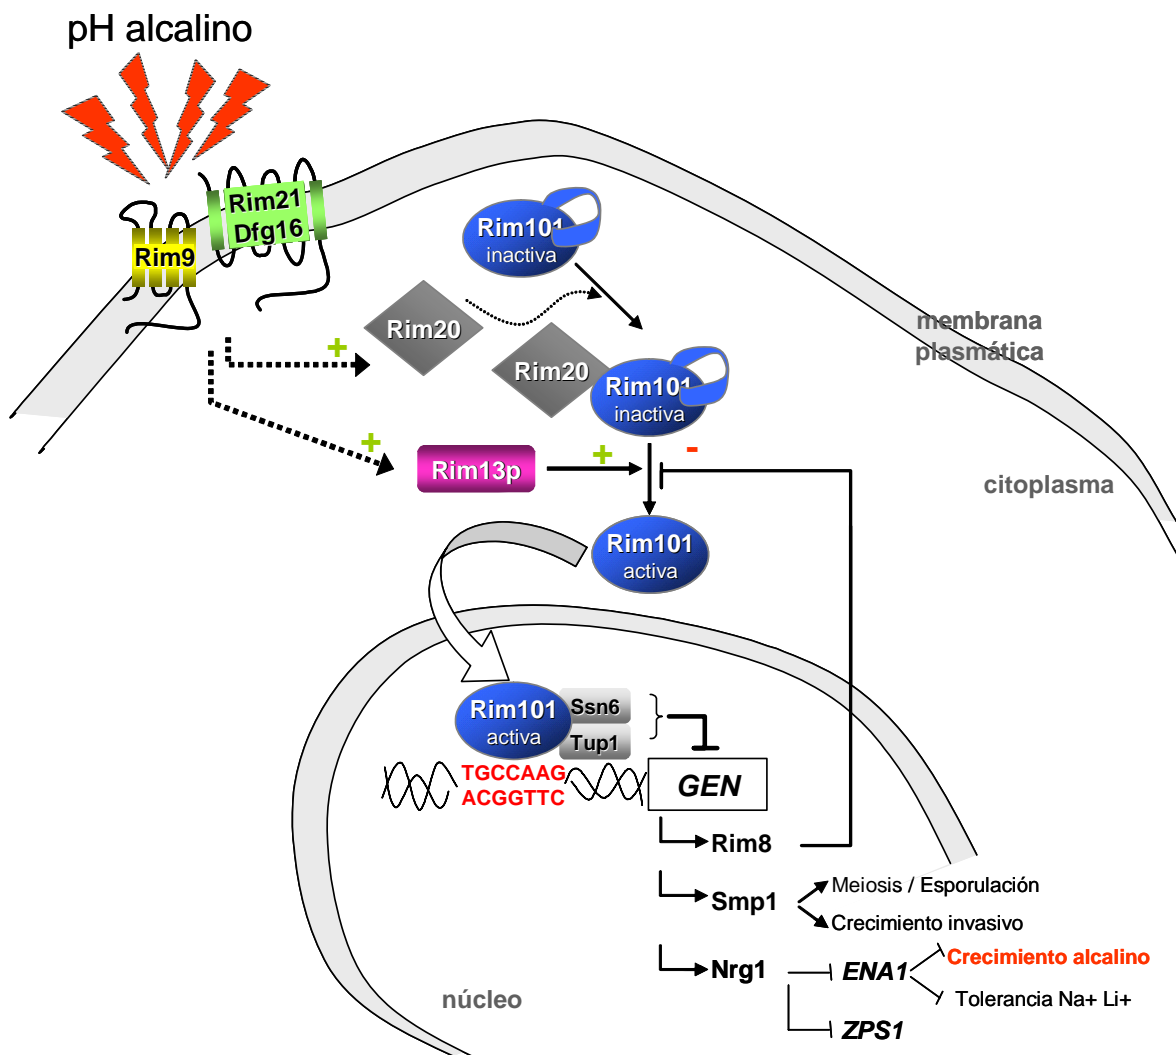 pH alcalino
Rim21
Dfg16
Rim9
Rim101
inactiva
Rim20
+
Rim20
Rim101
inactiva
membrana
plasmática
+
Rim13p
+
-
citoplasma
Rim101
activa
Rim101
activa
Ssn6
Tup1
TGCCAAG
ACGGTTC
GEN
Rim8
Smp1
Meiosis / Esporulación
Crecimiento invasivo
Nrg1
ENA1
Crecimiento alcalino
Tolerancia Na+ Li+
ZPS1
núcleo